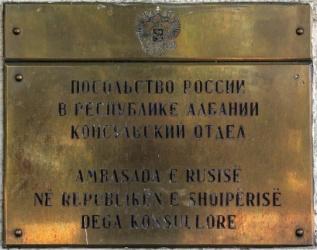 ПОСОЛЬСТВО РОССИИ
В РЕСПУБЛИКЕ АЛБАНИИ
КОНСУЛЬСКИЙ ОТДЕЛ
AMBASADA E RUSISË
NË REPUBLIKËN E SHQIPËRISË
DEGA KONSULLORE